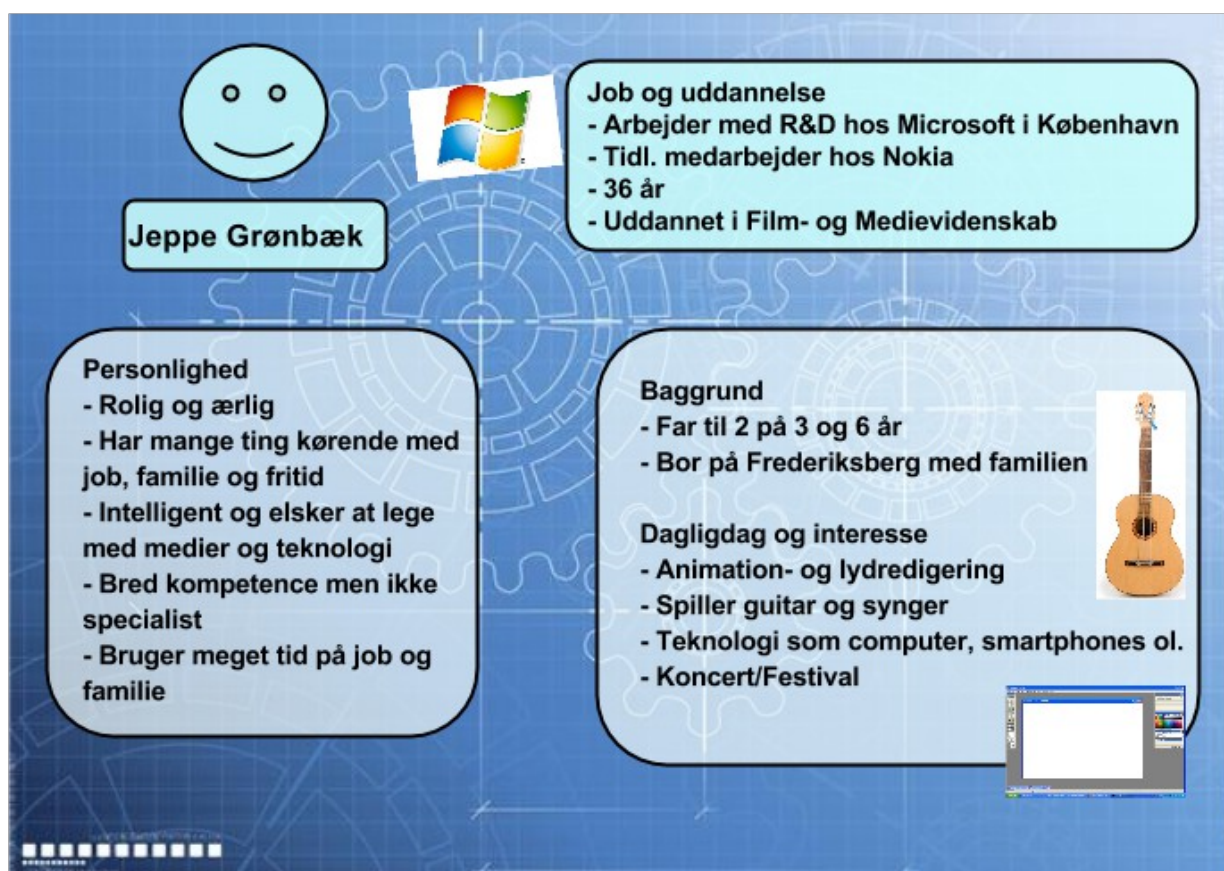 Jeppe Grønbæk
Job og uddannelse
- Arbejder med R&D hos Microsoft i København
- Tidl. medarbejder hos Nokia
- 36 år
- Uddannet i Film- og Medievidenskab
Personlighed
- Rolig og ærlig
- Har mange ting kørende med
job, familie og fritid
- Intelligent og elsker at lege
med medier og teknologi
- Bred kompetence men ikke
specialist
- Bruger meget tid på job og
familie
Baggrund
- Far til 2 på 3 og 6 år
- Bor på Frederiksberg med familien
Dagligdag og interesse
- Animation- og lydredigering
- Spiller guitar og synger
- Teknologi som computer, smartphones ol.
- Koncert/Festival